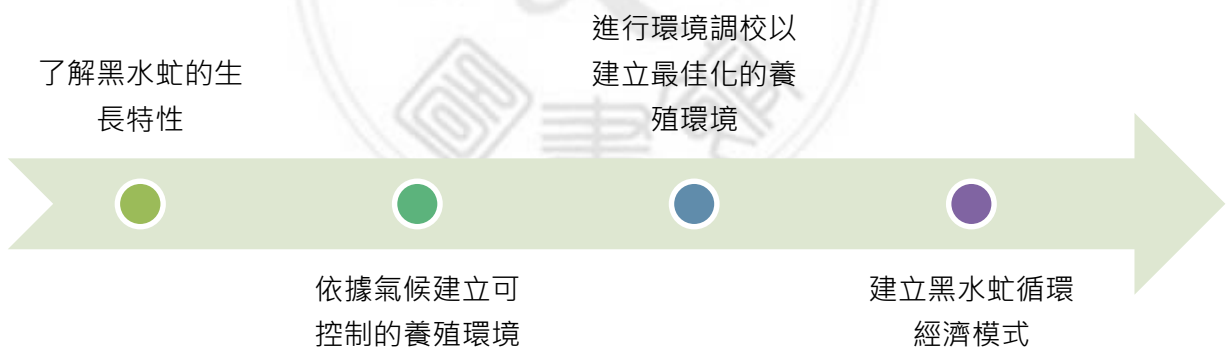 了解黑水虻的生
長特性
依據氣候建立可
控制的養殖環境
進行環境調校以
建立最佳化的養
殖環境
建立黑水虻循環
經濟模式